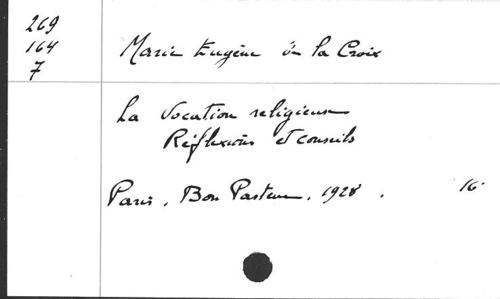 269
164
7
Marie Eugène de la Croix
La Vocation religieuse
Réflexions et conseils
Paris, Bon Pasteur, 1928.
16